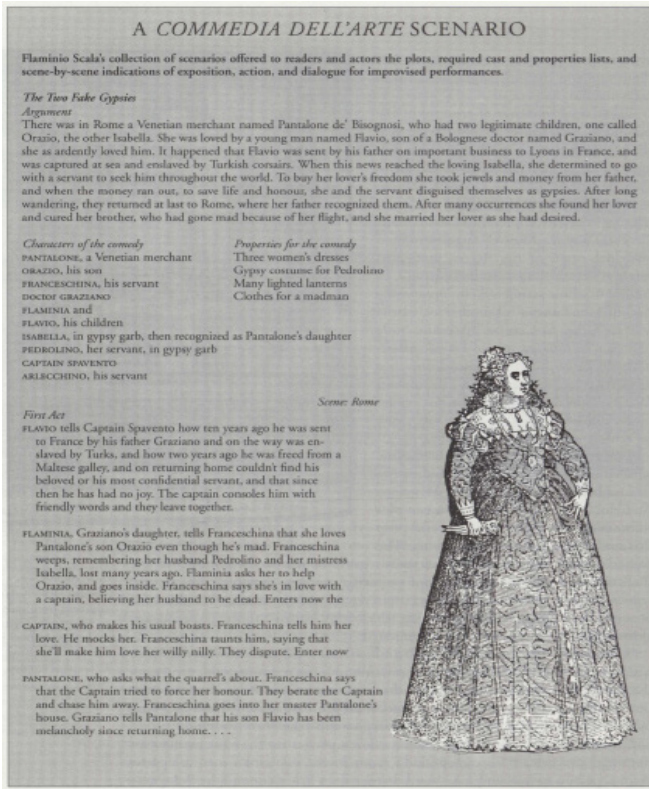 A COMMEDIA DELL'ARTE SCENARIO
Flaminio Scala's collection of scenarios offered to readers and actors the plots, required cast and properties lists, and
scene-by-scene indications of exposition, action, and dialogue for improvised performances.
The Two Fake Gypsies
Argument
There was in Rome a Venetian merchant named Pantalone de' Bisognosi, who had two legitimate children, one called
Orazio, the other Isabella. She was loved by a young man named Flavio, son of a Bolognese doctor named Graziano, and
she as ardently loved him. It happened that Flavio was sent by his father on important business to Lyons in France, and
was captured at sea and enslaved by Turkish corsairs. When this news reached the loving Isabella, she determined to go
with a servant to seek him throughout the world. To buy her lover's freedom she took jewels and money from her father,
and when the money ran out, to save life and honour, she and the servant disguised themselves as gypsies. After long
wandering, they returned at last to Rome, where her father recognized them. After many occurrences she found her lover
and cured her brother, who had gone mad because of her flight, and she married her lover as she had desired.
Characters of the comedy
PANTALONE, a Venetian merchant
ORAZIO, his son
FRANCESCHINA, his servant
DOCTOR GRAZIANO
FLAMINIA and
FLAVIO, his children
ISABELLA, in gypsy garb, then recognized as Pantalone's daughter
PEDROLINO, her servant, in gypsy garb
CAPTAIN SPAVENTO
ARLECCHINO, his servant
Properties for the comedy
Three women's dresses
Gypsy costume for Pedrolino
Many lighted lanterns
Clothes for a madman
Scene: Rome
First Act
FLAVIO tells Captain Spavento how ten years ago he was sent
to France by his father Graziano and on the way was en-
slaved by Turks, and how two years ago he was freed from a
Maltese galley, and on returning home couldn't find his
beloved or his most confidential servant, and that since
then he has had no joy. The captain consoles him with
friendly words and they leave together.
FLAMINIA, Graziano's daughter, tells Franceschina that she loves
Pantalone's son Orazio even though he's mad. Franceschina
weeps, remembering her husband Pedrolino and her mistress
Isabella, lost many years ago. Flaminia asks her to help
Orazio, and goes inside. Franceschina says she's in love with
a captain, believing her husband to be dead. Enters now the
CAPTAIN, who makes his usual boasts. Franceschina tells him her
love. He mocks her. Franceschina taunts him, saying that
she'll make him love her willy nilly. They dispute. Enter now
PANTALONE, who asks what the quarrel's about. Franceschina says
that the Captain tried to force her honour. They berate the Captain
and chase him away. Franceschina goes into her master Pantalone's
house. Graziano tells Pantalone that his son Flavio has been
melancholy since returning home. . . .